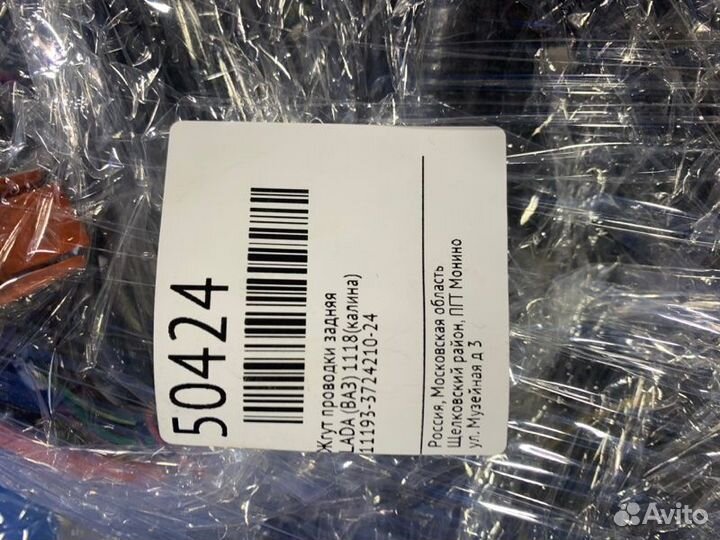 50424
Жгут проводки задняя
LADA (ВАЗ) 1118(калина)
11193-3724210-24
Россия, Московская область
Щелковский район, ПГТ Монино
ул. Музейная д 3
Avito